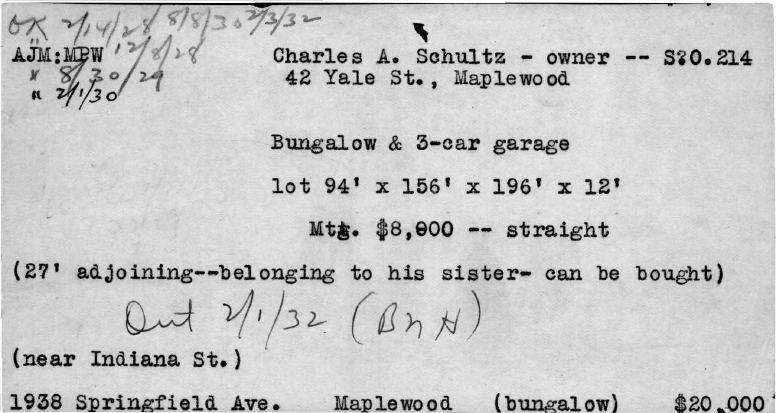 OK 2/14/28 8/8/30 2/3/32
AJM:MPW 12/8/28 Charles A. Schultz - owner -- S20.214
" 8/30/29 42 Yale St., Maplewood
" 2/1/30
Bungalow & 3-car garage
lot 94' x 156' x 196' x 12'
Mtg. $8,000 -- straight
(27' adjoining--belonging to his sister- can be bought)
Out 2/1/32 (B H)
(near Indiana St.)
1938 Springfield Ave. Maplewood (bungalow) $20,000